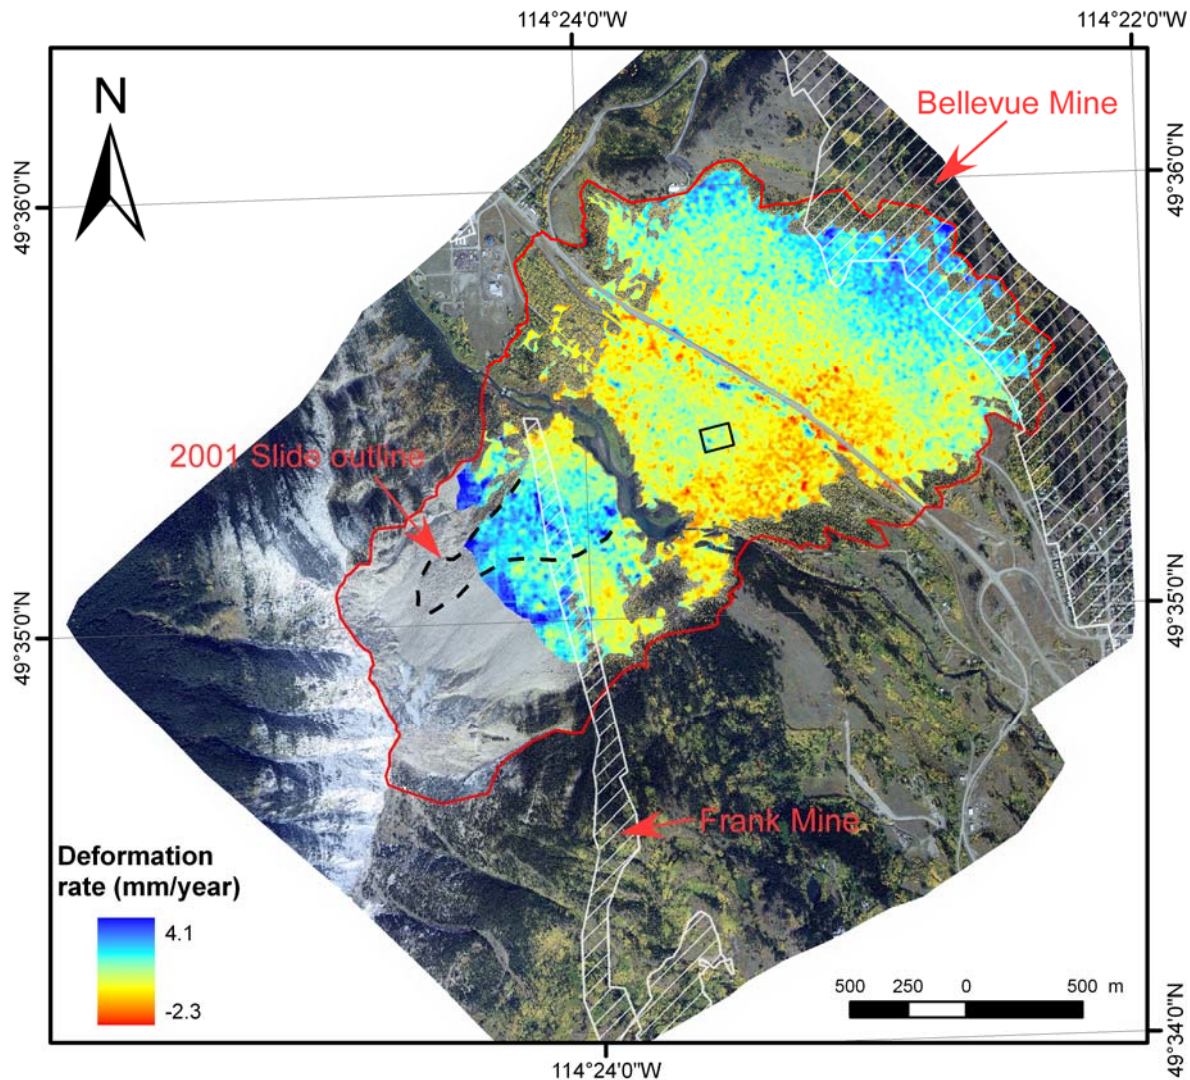 114°24'0"W
114°22'0"W
N
Bellevue Mine
49°36'0"N
49°36'0"N
2001 Slide outline
49°35'0"N
49°35'0"N
Frank Mine
Deformation
rate (mm/year)
4.1
-2.3
500 250 0 500 m
49°34'0"N
114°24'0"W